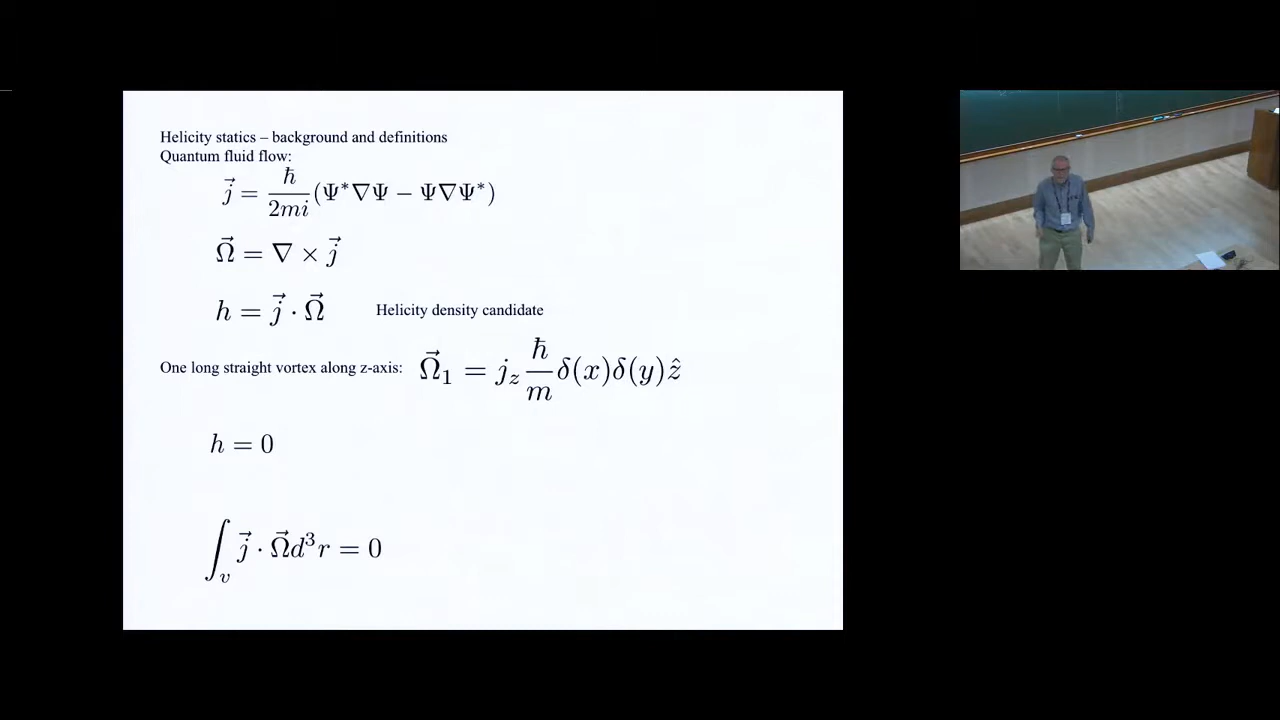 Helicity statics – background and definitions
Quantum fluid flow:
$\vec{j} = \frac{\hbar}{2mi}(\Psi^*\nabla\Psi - \Psi\nabla\Psi^*)$
$\vec{\Omega} = \nabla \times \vec{j}$
$h = \vec{j} \cdot \vec{\Omega}$ Helicity density candidate
One long straight vortex along z-axis: $\vec{\Omega}_1 = j_z \frac{\hbar}{m} \delta(x)\delta(y)\hat{z}$
$h = 0$
$\int_v \vec{j} \cdot \vec{\Omega} d^3r = 0$